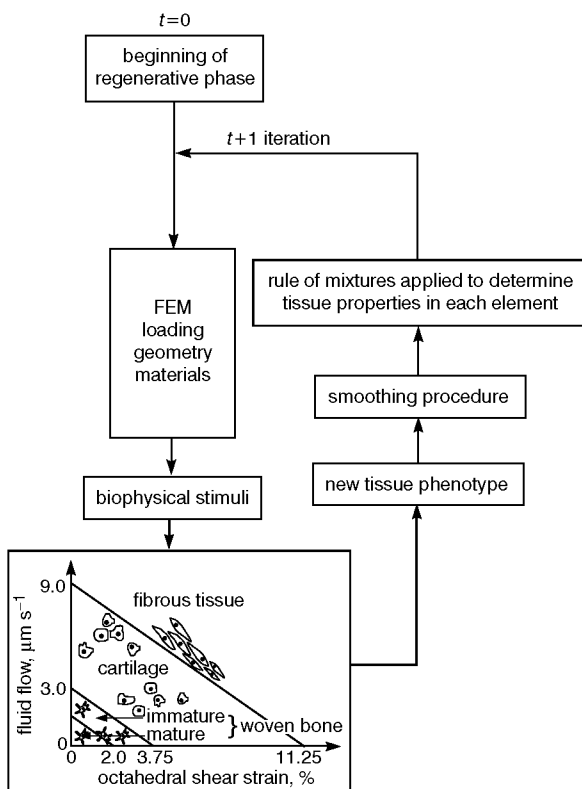 t=0
beginning of
regenerative phase
t+1 iteration
FEM
loading
geometry
materials
rule of mixtures applied to determine
tissue properties in each element
smoothing procedure
new tissue phenotype
biophysical stimuli
9.0
fibrous tissue
fluid flow, μm s⁻¹
cartilage
3.0
immature
mature
} woven bone
0
0 2.0 3.75 11.25
octahedral shear strain, %